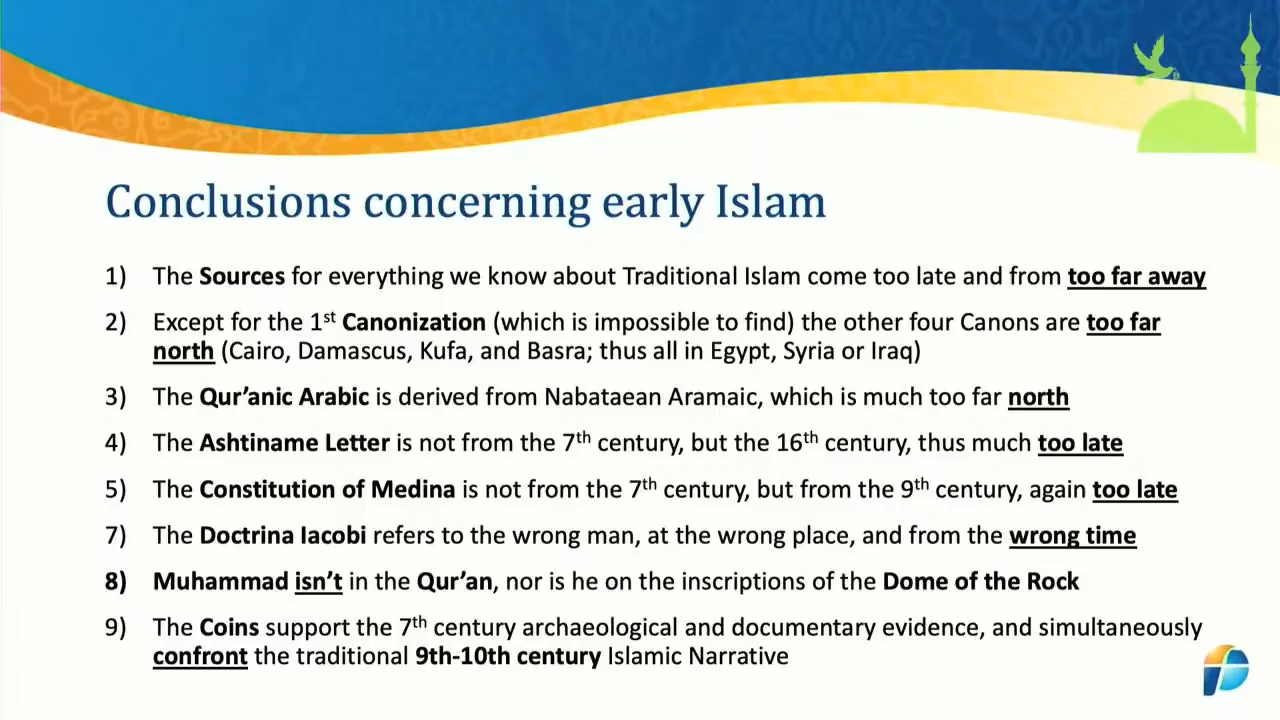 Conclusions concerning early Islam
1) The Sources for everything we know about Traditional Islam come too late and from too far away
2) Except for the 1st Canonization (which is impossible to find) the other four Canons are too far
north (Cairo, Damascus, Kufa, and Basra; thus all in Egypt, Syria or Iraq)
3) The Qur’anic Arabic is derived from Nabataean Aramaic, which is much too far north
4) The Ashtiname Letter is not from the 7th century, but the 16th century, thus much too late
5) The Constitution of Medina is not from the 7th century, but from the 9th century, again too late
7) The Doctrina Iacobi refers to the wrong man, at the wrong place, and from the wrong time
8) Muhammad isn’t in the Qur’an, nor is he on the inscriptions of the Dome of the Rock
9) The Coins support the 7th century archaeological and documentary evidence, and simultaneously
confront the traditional 9th-10th century Islamic Narrative